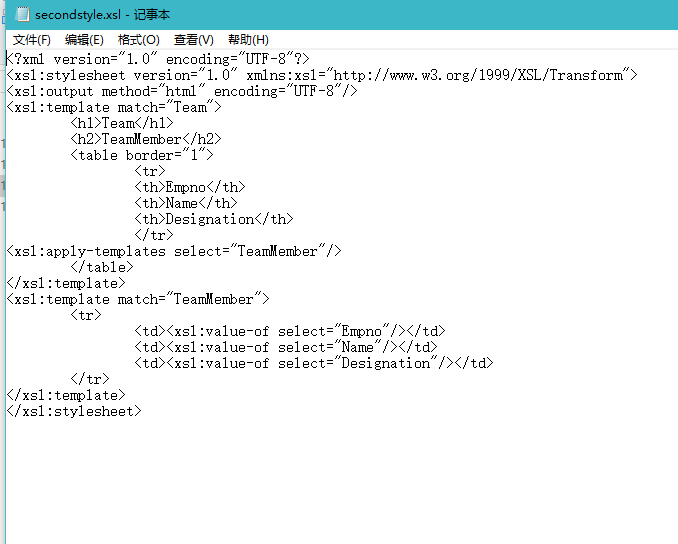 secondstyle.xsl - 记事本
文件(F) 编辑(E) 格式(O) 查看(V) 帮助(H)
<?xml version="1.0" encoding="UTF-8"?>
<xsl:stylesheet version="1.0" xmlns:xsl="http://www.w3.org/1999/XSL/Transform">
<xsl:output method="html" encoding="UTF-8"/>
<xsl:template match="Team">
	<h1>Team</h1>
	<h2>TeamMember</h2>
	<table border="1">
		<tr>
		<th>Empno</th>
		<th>Name</th>
		<th>Designation</th>
		</tr>
<xsl:apply-templates select="TeamMember"/>
	</table>
</xsl:template>
<xsl:template match="TeamMember">
	<tr>
		<td><xsl:value-of select="Empno"/></td>
		<td><xsl:value-of select="Name"/></td>
		<td><xsl:value-of select="Designation"/></td>
	</tr>
</xsl:template>
</xsl:stylesheet>